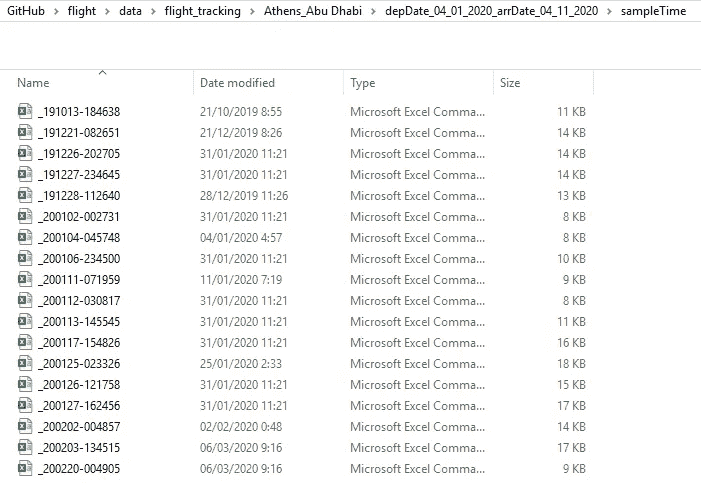 GitHub > flight > data > flight_tracking > Athens_Abu Dhabi > depDate_04_01_2020_arrDate_04_11_2020 > sampleTime
Name Date modified Type Size
_191013-184638 21/10/2019 8:55 Microsoft Excel Comma... 11 KB
_191221-082651 21/12/2019 8:26 Microsoft Excel Comma... 14 KB
_191226-202705 31/01/2020 11:21 Microsoft Excel Comma... 14 KB
_191227-234645 31/01/2020 11:21 Microsoft Excel Comma... 14 KB
_191228-112640 28/12/2019 11:26 Microsoft Excel Comma... 13 KB
_200102-002731 31/01/2020 11:21 Microsoft Excel Comma... 8 KB
_200104-045748 04/01/2020 4:57 Microsoft Excel Comma... 8 KB
_200106-234500 31/01/2020 11:21 Microsoft Excel Comma... 10 KB
_200111-071959 11/01/2020 7:19 Microsoft Excel Comma... 9 KB
_200112-030817 31/01/2020 11:21 Microsoft Excel Comma... 8 KB
_200113-145545 31/01/2020 11:21 Microsoft Excel Comma... 11 KB
_200117-154826 31/01/2020 11:21 Microsoft Excel Comma... 16 KB
_200125-023326 25/01/2020 2:33 Microsoft Excel Comma... 18 KB
_200126-121758 31/01/2020 11:21 Microsoft Excel Comma... 15 KB
_200127-162456 31/01/2020 11:21 Microsoft Excel Comma... 17 KB
_200202-004857 02/02/2020 0:48 Microsoft Excel Comma... 14 KB
_200203-134515 06/03/2020 9:16 Microsoft Excel Comma... 17 KB
_200220-004905 06/03/2020 9:16 Microsoft Excel Comma... 9 KB